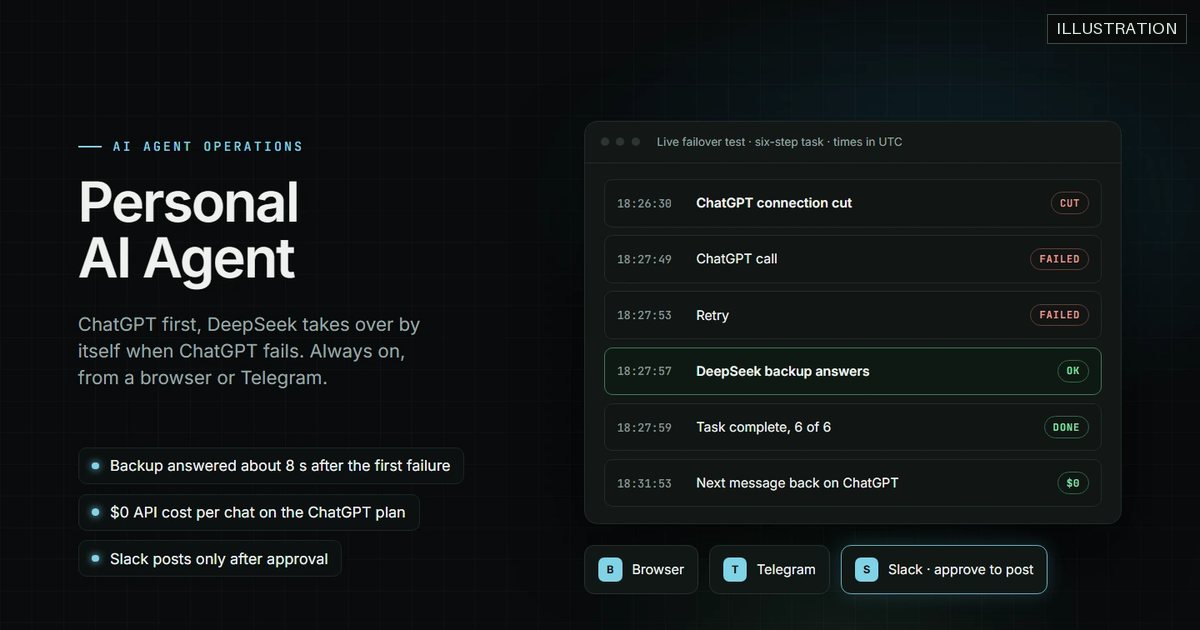 ILLUSTRATION
AI AGENT OPERATIONS
Personal
AI Agent
ChatGPT first, DeepSeek takes over by
itself when ChatGPT fails. Always on,
from a browser or Telegram.
Backup answered about 8 s after the first failure
$0 API cost per chat on the ChatGPT plan
Slack posts only after approval
Live failover test · six-step task · times in UTC
18:26:30 ChatGPT connection cut CUT
18:27:49 ChatGPT call FAILED
18:27:53 Retry FAILED
18:27:57 DeepSeek backup answers OK
18:27:59 Task complete, 6 of 6 DONE
18:31:53 Next message back on ChatGPT $0
B Browser T Telegram S Slack · approve to post